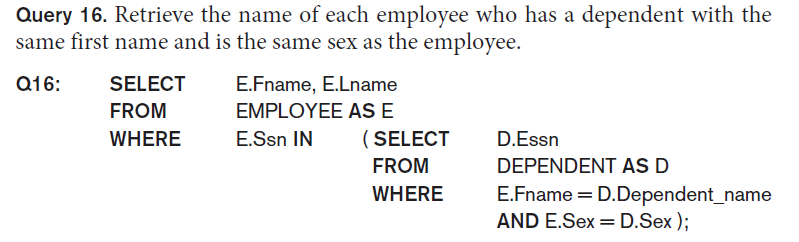 Query 16. Retrieve the name of each employee who has a dependent with the
same first name and is the same sex as the employee.
Q16: SELECT E.Fname, E.Lname
FROM EMPLOYEE AS E
WHERE E.Ssn IN ( SELECT D.Essn
FROM DEPENDENT AS D
WHERE E.Fname = D.Dependent_name
AND E.Sex = D.Sex );